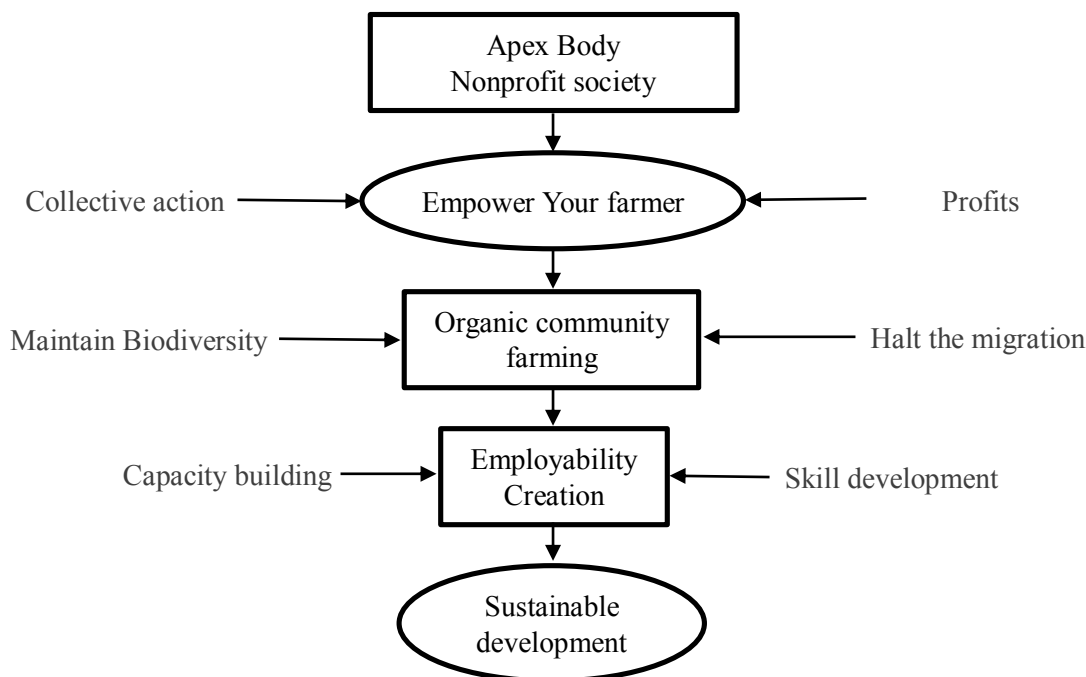 Apex Body
Nonprofit society
Collective action
Empower Your farmer
Profits
Maintain Biodiversity
Organic community
farming
Halt the migration
Capacity building
Employability
Creation
Skill development
Sustainable
development